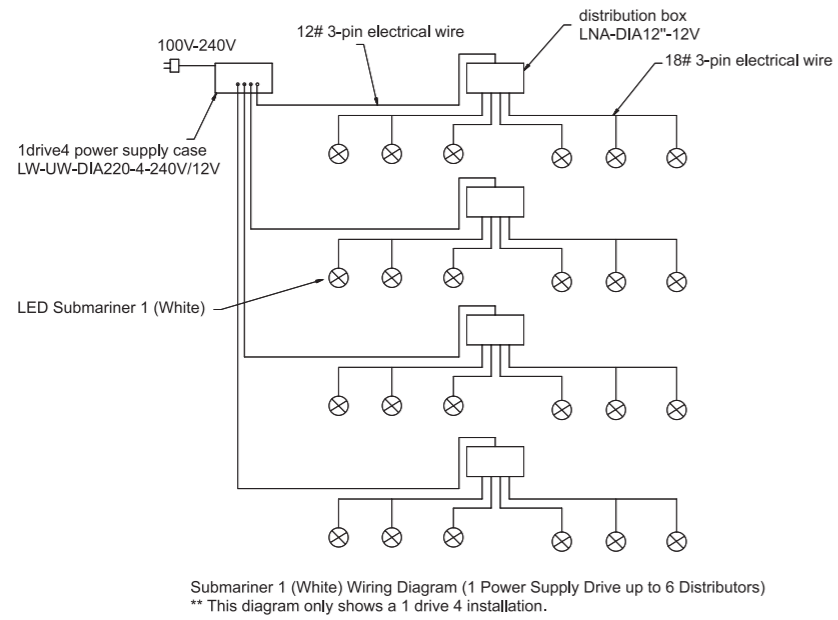 distribution box
LNA-DIA12"-12V
12# 3-pin electrical wire
100V-240V
18# 3-pin electrical wire
1drive4 power supply case
LW-UW-DIA220-4-240V/12V
LED Submariner 1 (White)
Submariner 1 (White) Wiring Diagram (1 Power Supply Drive up to 6 Distributors)
** This diagram only shows a 1 drive 4 installation.